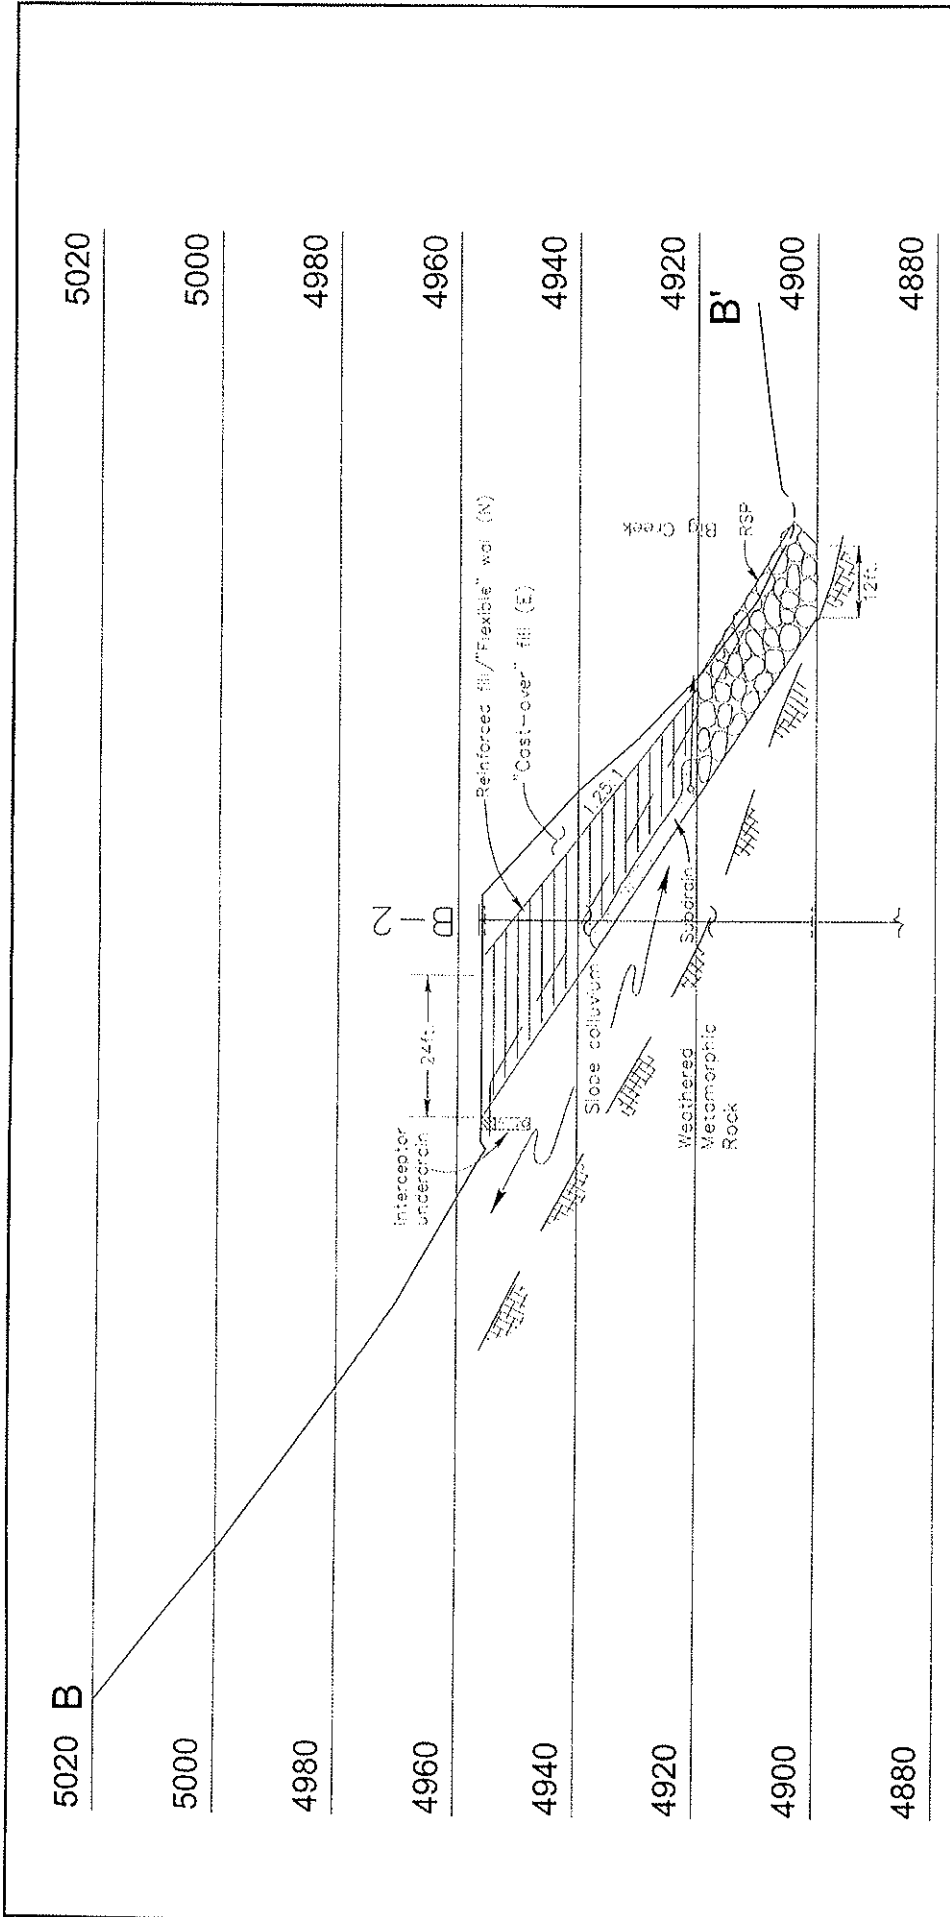 5020 B
5000
4980
4960
4940
4920
4900
4880
5020
5000
4980
4960
4940
4920
4900
4880
B'
B-2
24ft.
Interceptor
underdrain
Reinforced fill/"Flexible" wal (N)
"Cast-over" fill (E)
1.25:1
Big Creek
RSP
12ft.
Slope colluvium
Subdrain
Weathered
Metamorphic
Rock